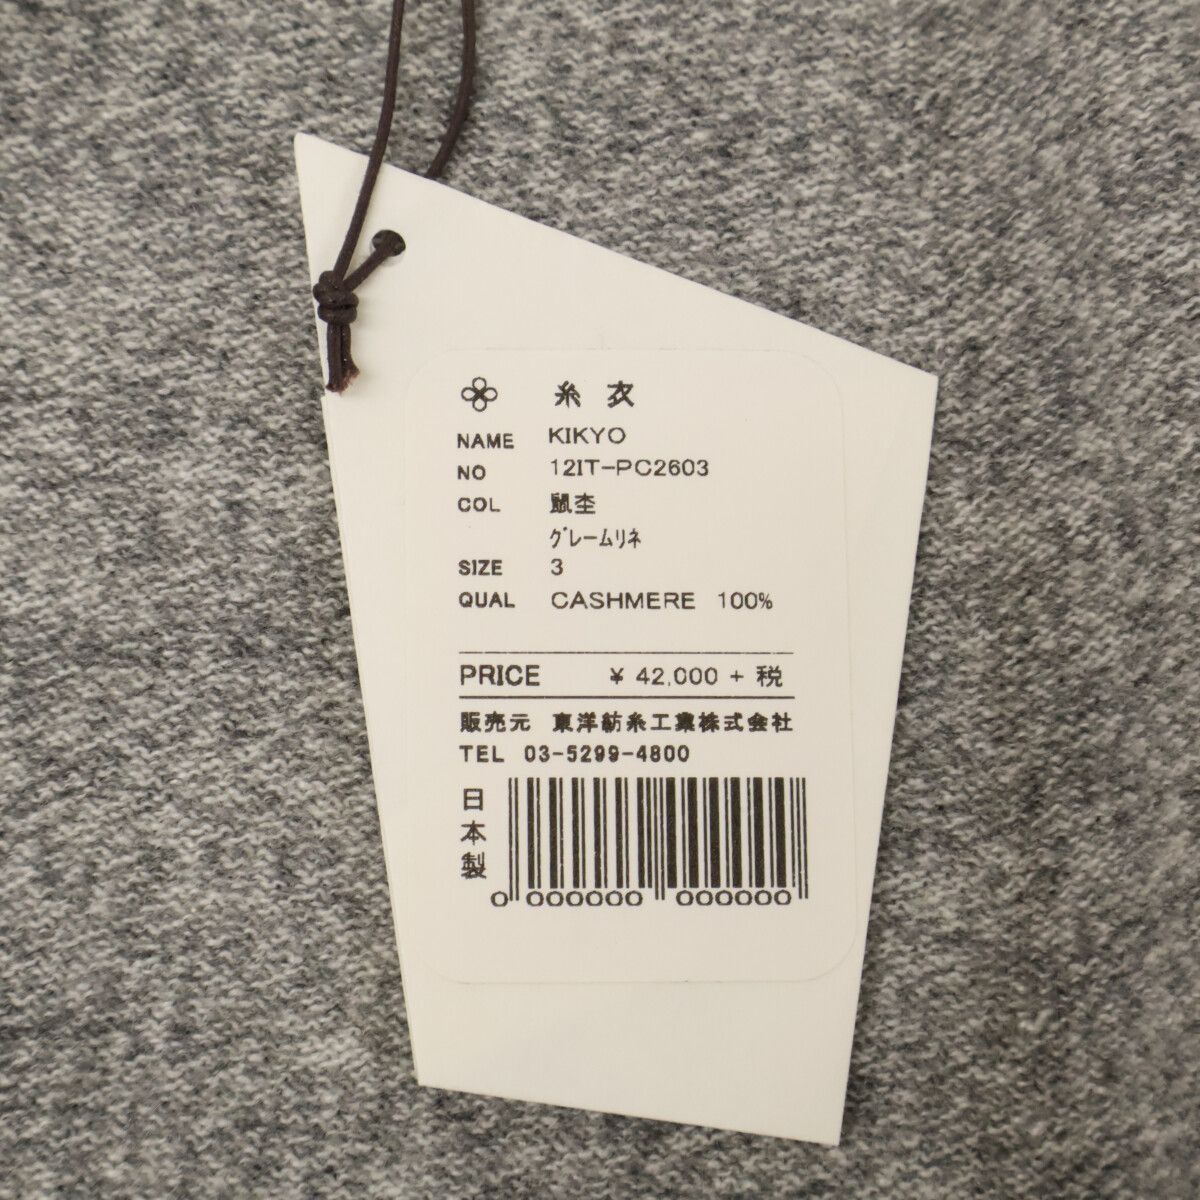 糸衣
NAME KIKYO
NO 12IT-PC2603
COL 鼠杢
グレームリネ
SIZE 3
QUAL CASHMERE 100%
PRICE ¥ 42,000 + 税
販売元 東洋紡糸工業株式会社
TEL 03-5299-4800
日本製
0 000000 000000